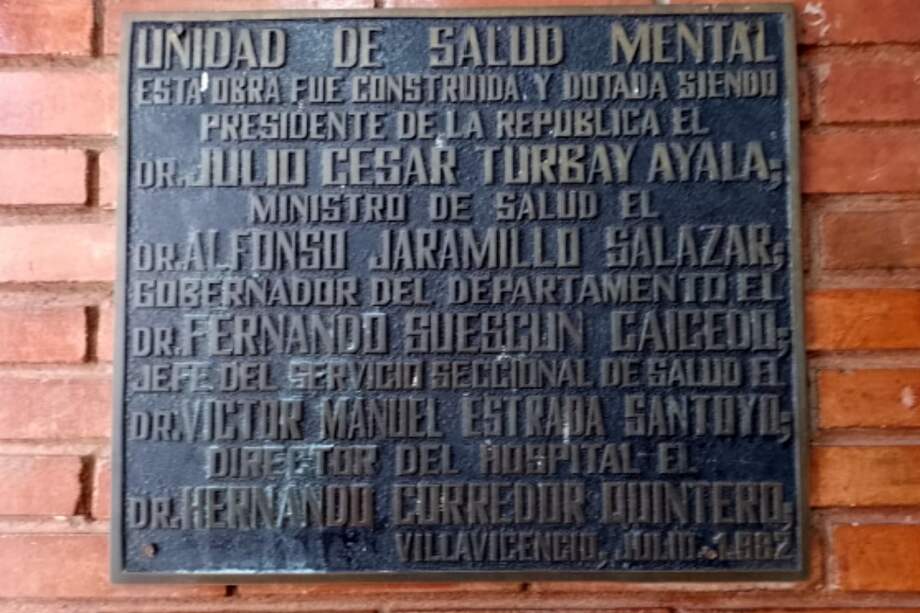 UNIDAD DE SALUD MENTAL
ESTA OBRA FUE CONSTRUIDA Y DOTADA SIENDO
PRESIDENTE DE LA REPUBLICA EL
DR. JULIO CESAR TURBAY AYALA;
MINISTRO DE SALUD EL
DR. ALFONSO JARAMILLO SALAZAR;
GOBERNADOR DEL DEPARTAMENTO EL
DR. FERNANDO SUESCUN CAICEDO;
JEFE DEL SERVICIO SECCIONAL DE SALUD EL
DR. VICTOR MANUEL ESTRADA SANTOYO;
DIRECTOR DEL HOSPITAL EL
DR. HERNANDO CORREDOR QUINTERO,
VILLAVICENCIO, JULIO. 1.982